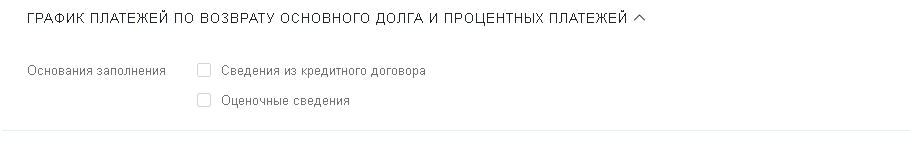 ГРАФИК ПЛАТЕЖЕЙ ПО ВОЗВРАТУ ОСНОВНОГО ДОЛГА И ПРОЦЕНТНЫХ ПЛАТЕЖЕЙ
Основания заполнения Сведения из кредитного договора
Оценочные сведения